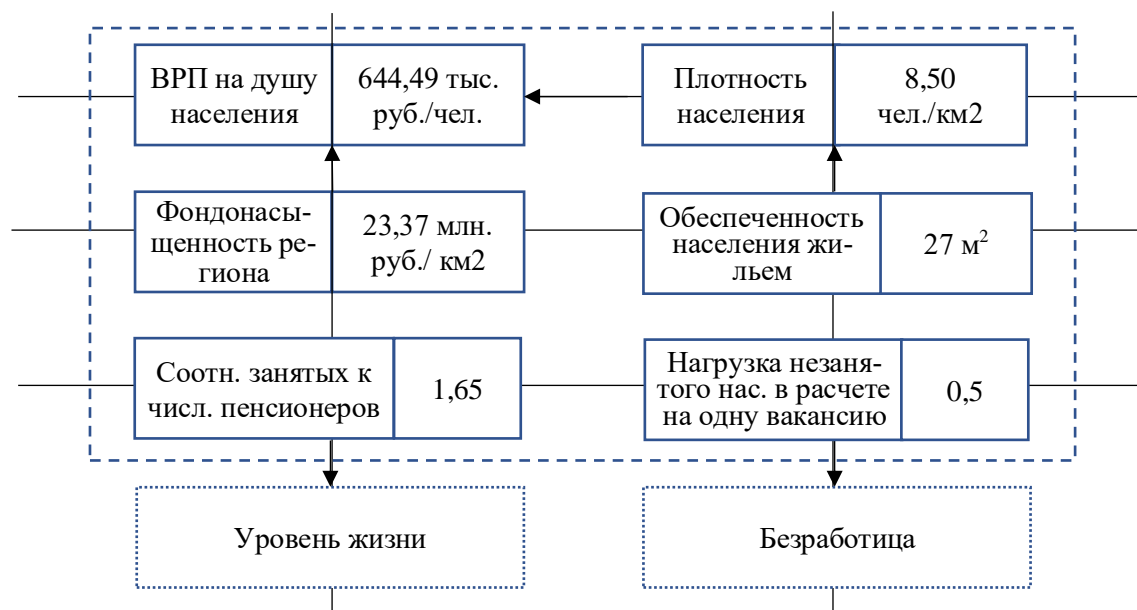 ВРП на душу
населения
644,49 тыс.
руб./чел.
Плотность
населения
8,50
чел./км2
Фондонасы-
щенность ре-
гиона
23,37 млн.
руб./ км2
Обеспеченность
населения жи-
льем
27 м²
Соотн. занятых к
числ. пенсионеров
1,65
Нагрузка незаня-
того нас. в расчете
на одну вакансию
0,5
Уровень жизни
Безработица